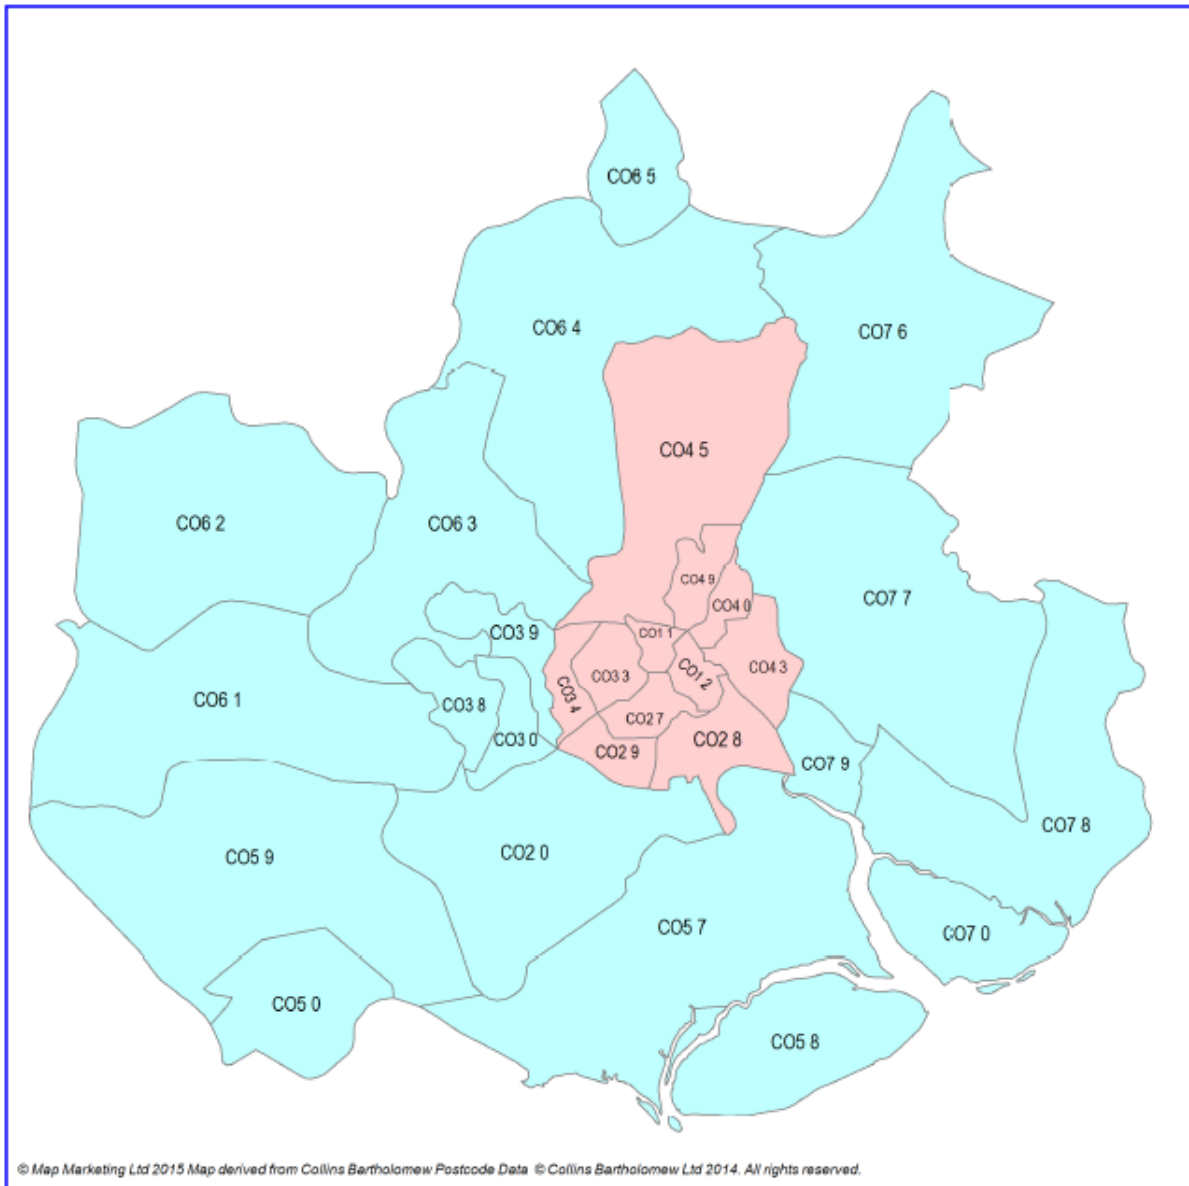 CO6 5
CO6 4
CO7 6
CO4 5
CO6 2
CO6 3
CO4 9
CO7 7
CO4 0
CO3 9
CO1 1
CO4 3
CO3 3
CO1 2
CO3 4
CO6 1
CO3 8
CO2 7
CO3 0
CO2 8
CO2 9
CO7 9
CO7 8
CO2 0
CO5 9
CO5 7
CO7 0
CO5 0
CO5 8
© Map Marketing Ltd 2015 Map derived from Collins Bartholomew Postcode Data © Collins Bartholomew Ltd 2014. All rights reserved.